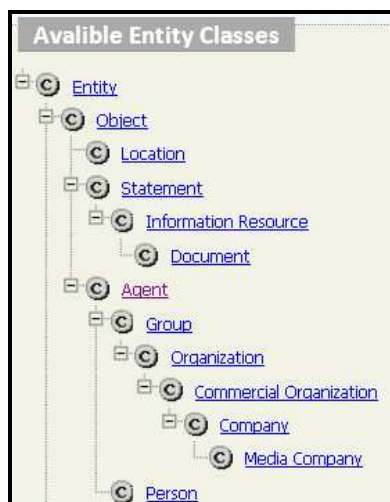 Avalible Entity Classes
C Entity
C Object
C Location
C Statement
C Information Resource
C Document
C Agent
C Group
C Organization
C Commercial Organization
C Company
C Media Company
C Person